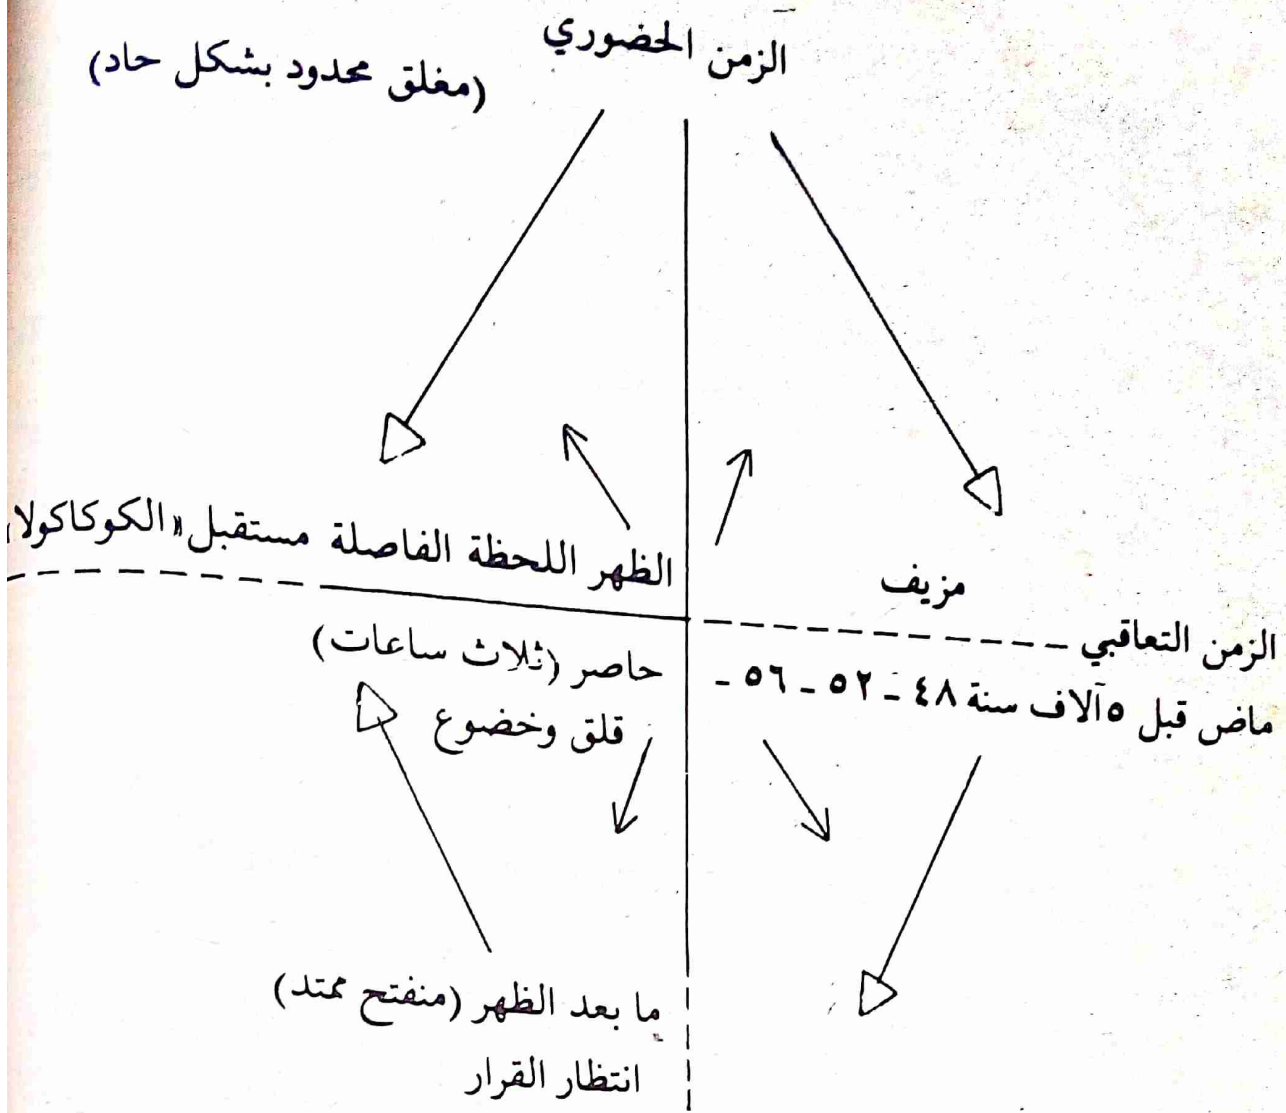 الزمن الحضوري
(مغلق محدود بشكل حاد)
الظهر اللحظة الفاصلة مستقبل «الكوكاكولا»
مزيف
الزمن التعاقبي
ماض قبل ٥آلاف سنة ٤٨ - ٥٢ - ٥٦ -
حاصر (ثلاث ساعات)
قلق وخضوع
ما بعد الظهر (منفتح ممتد)
انتظار القرار